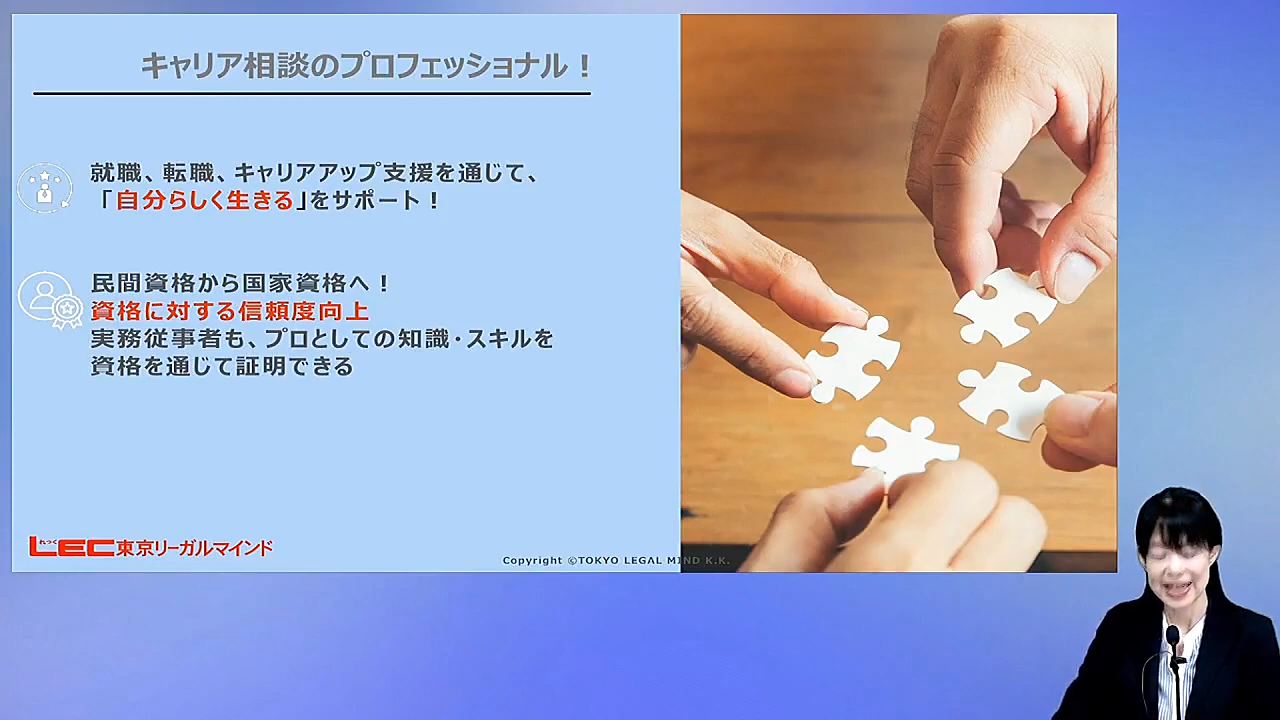 キャリア相談のプロフェッショナル！
就職、転職、キャリアアップ支援を通じて、
「自分らしく生きる」をサポート！
民間資格から国家資格へ！
資格に対する信頼度向上
実務従事者も、プロとしての知識・スキルを
資格を通じて証明できる
れっく
LEC東京リーガルマインド
Copyright ©TOKYO LEGAL MIND K.K.